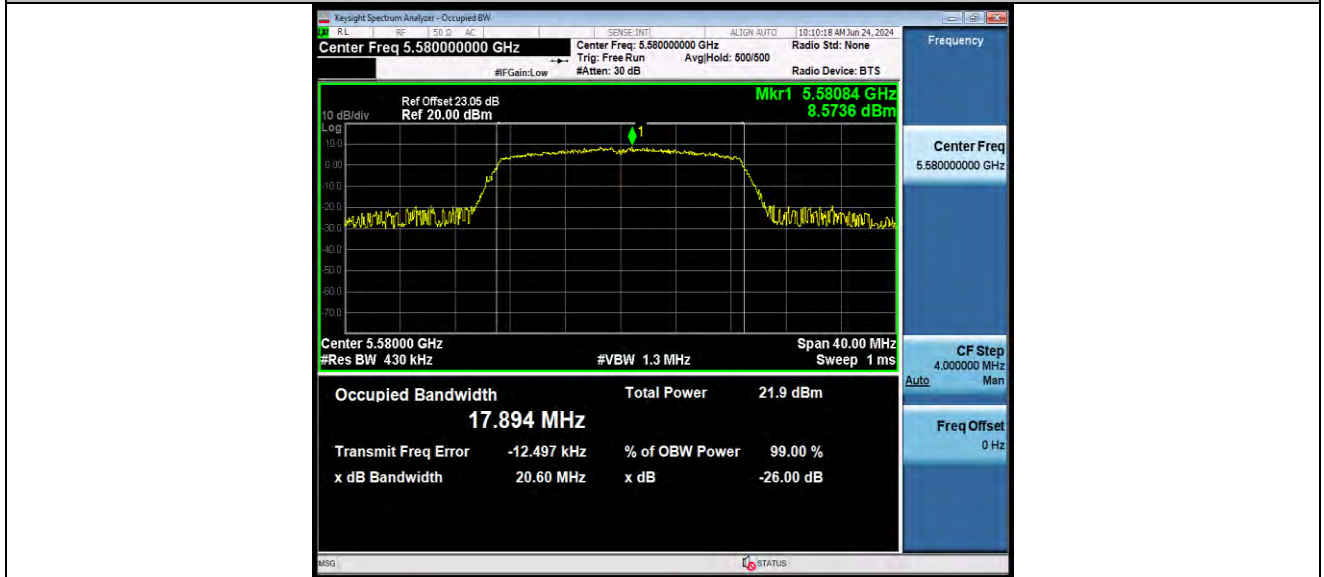 Keysight Spectrum Analyzer - Occupied BW
RL RF 50 Ω AC SENSE:INT ALIGN AUTO 10:10:18 AM Jun 24, 2024
Center Freq 5.580000000 GHz
Center Freq: 5.580000000 GHz Radio Std: None
Trig: Free Run Avg|Hold: 500/500
#IFGain:Low #Atten: 30 dB Radio Device: BTS
Frequency
Mkr1 5.58084 GHz
8.5736 dBm
Ref Offset 23.05 dB
10 dB/div Ref 20.00 dBm
Log
1
10.0
0.00
-10.0
-20.0
-30.0
-40.0
-50.0
-60.0
-70.0
Center 5.58000 GHz Span 40.00 MHz
#Res BW 430 kHz #VBW 1.3 MHz Sweep 1 ms
Occupied Bandwidth Total Power 21.9 dBm
17.894 MHz
Transmit Freq Error -12.497 kHz % of OBW Power 99.00 %
x dB Bandwidth 20.60 MHz x dB -26.00 dB
Center Freq
5.580000000 GHz
CF Step
4.000000 MHz
Auto Man
Freq Offset
0 Hz
MSG STATUS